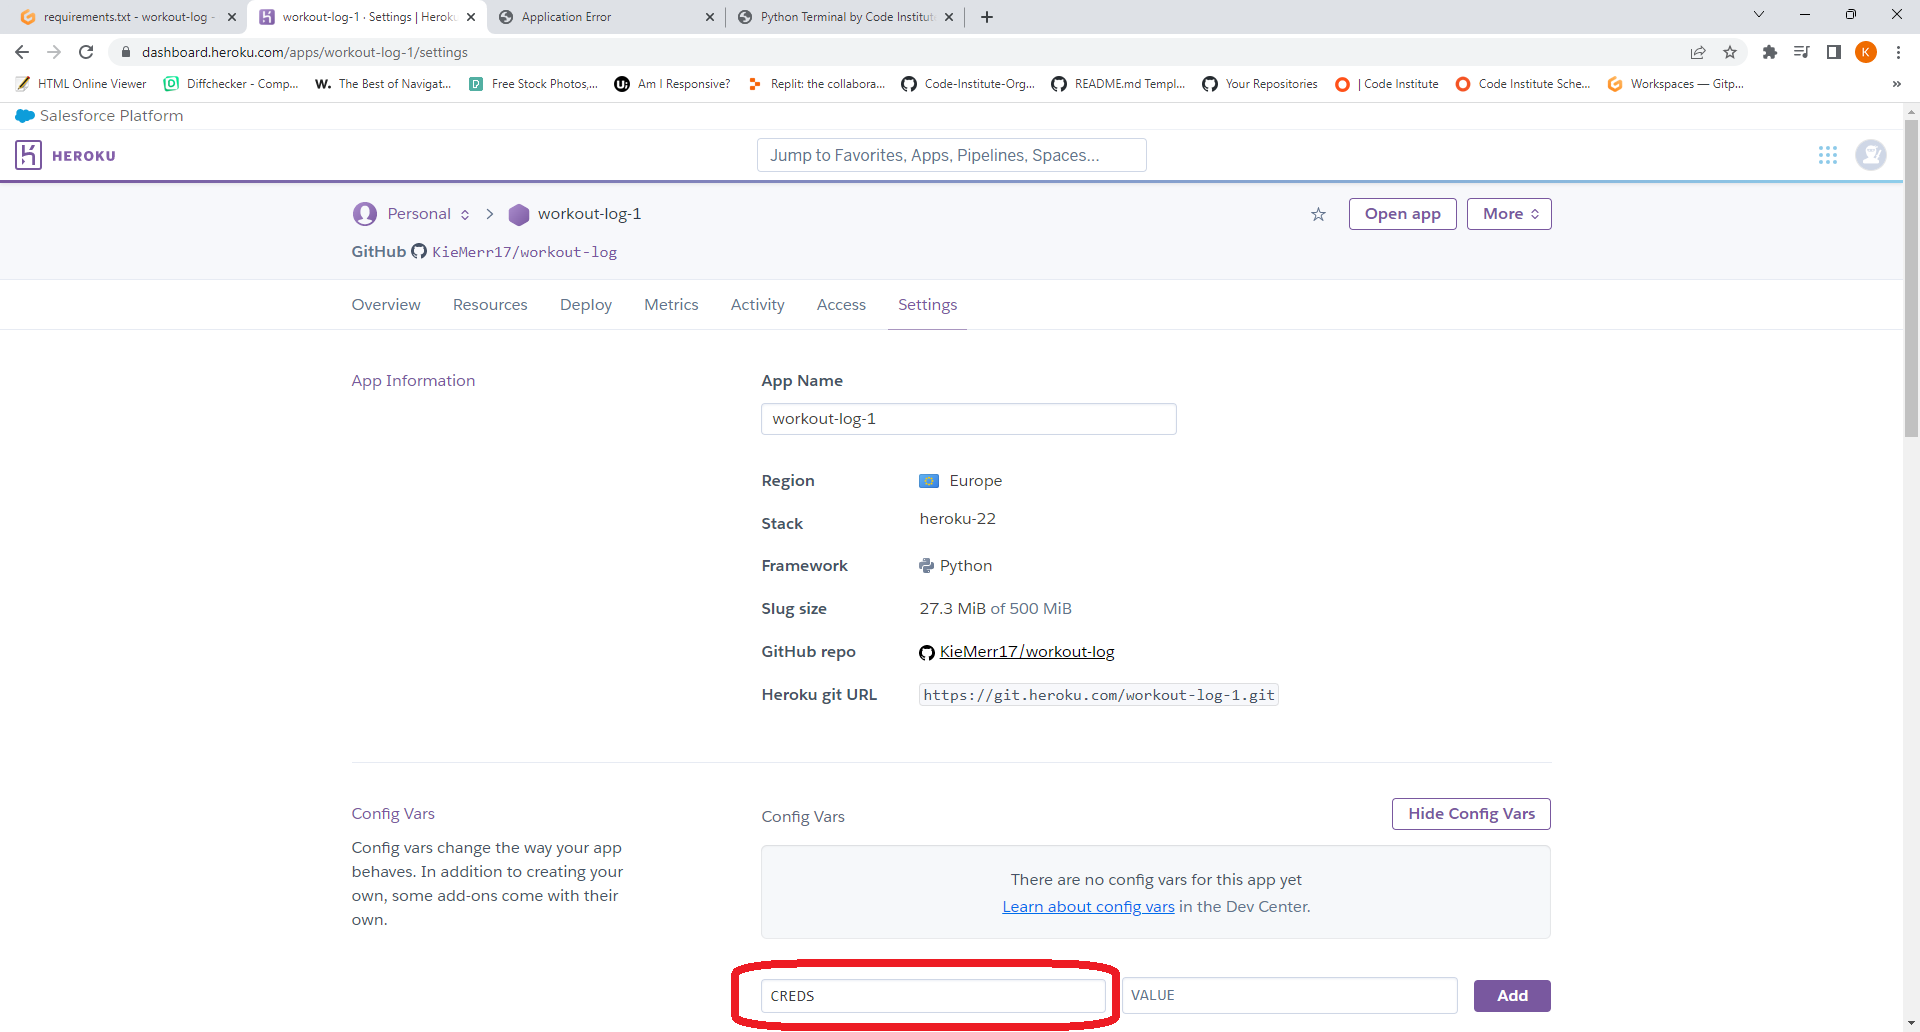 requirements.txt - workout-log -
workout-log-1 · Settings | Heroku
Application Error
Python Terminal by Code Institut
dashboard.heroku.com/apps/workout-log-1/settings
K
HTML Online Viewer
Diffchecker - Comp...
W. The Best of Navigat...
Free Stock Photos,...
Am I Responsive?
Replit: the collabora...
Code-Institute-Org...
README.md Templ...
Your Repositories
| Code Institute
Code Institute Sche...
Workspaces — Gitp...
»
Salesforce Platform
HEROKU
Jump to Favorites, Apps, Pipelines, Spaces...
Personal
workout-log-1
Open app
More
GitHub KieMerr17/workout-log
Overview
Resources
Deploy
Metrics
Activity
Access
Settings
App Information
App Name
workout-log-1
Region Europe
Stack heroku-22
Framework Python
Slug size 27.3 MiB of 500 MiB
GitHub repo KieMerr17/workout-log
Heroku git URL https://git.heroku.com/workout-log-1.git
Config Vars
Config vars change the way your app
behaves. In addition to creating your
own, some add-ons come with their
own.
Config Vars
Hide Config Vars
There are no config vars for this app yet
Learn about config vars in the Dev Center.
CREDS
VALUE
Add